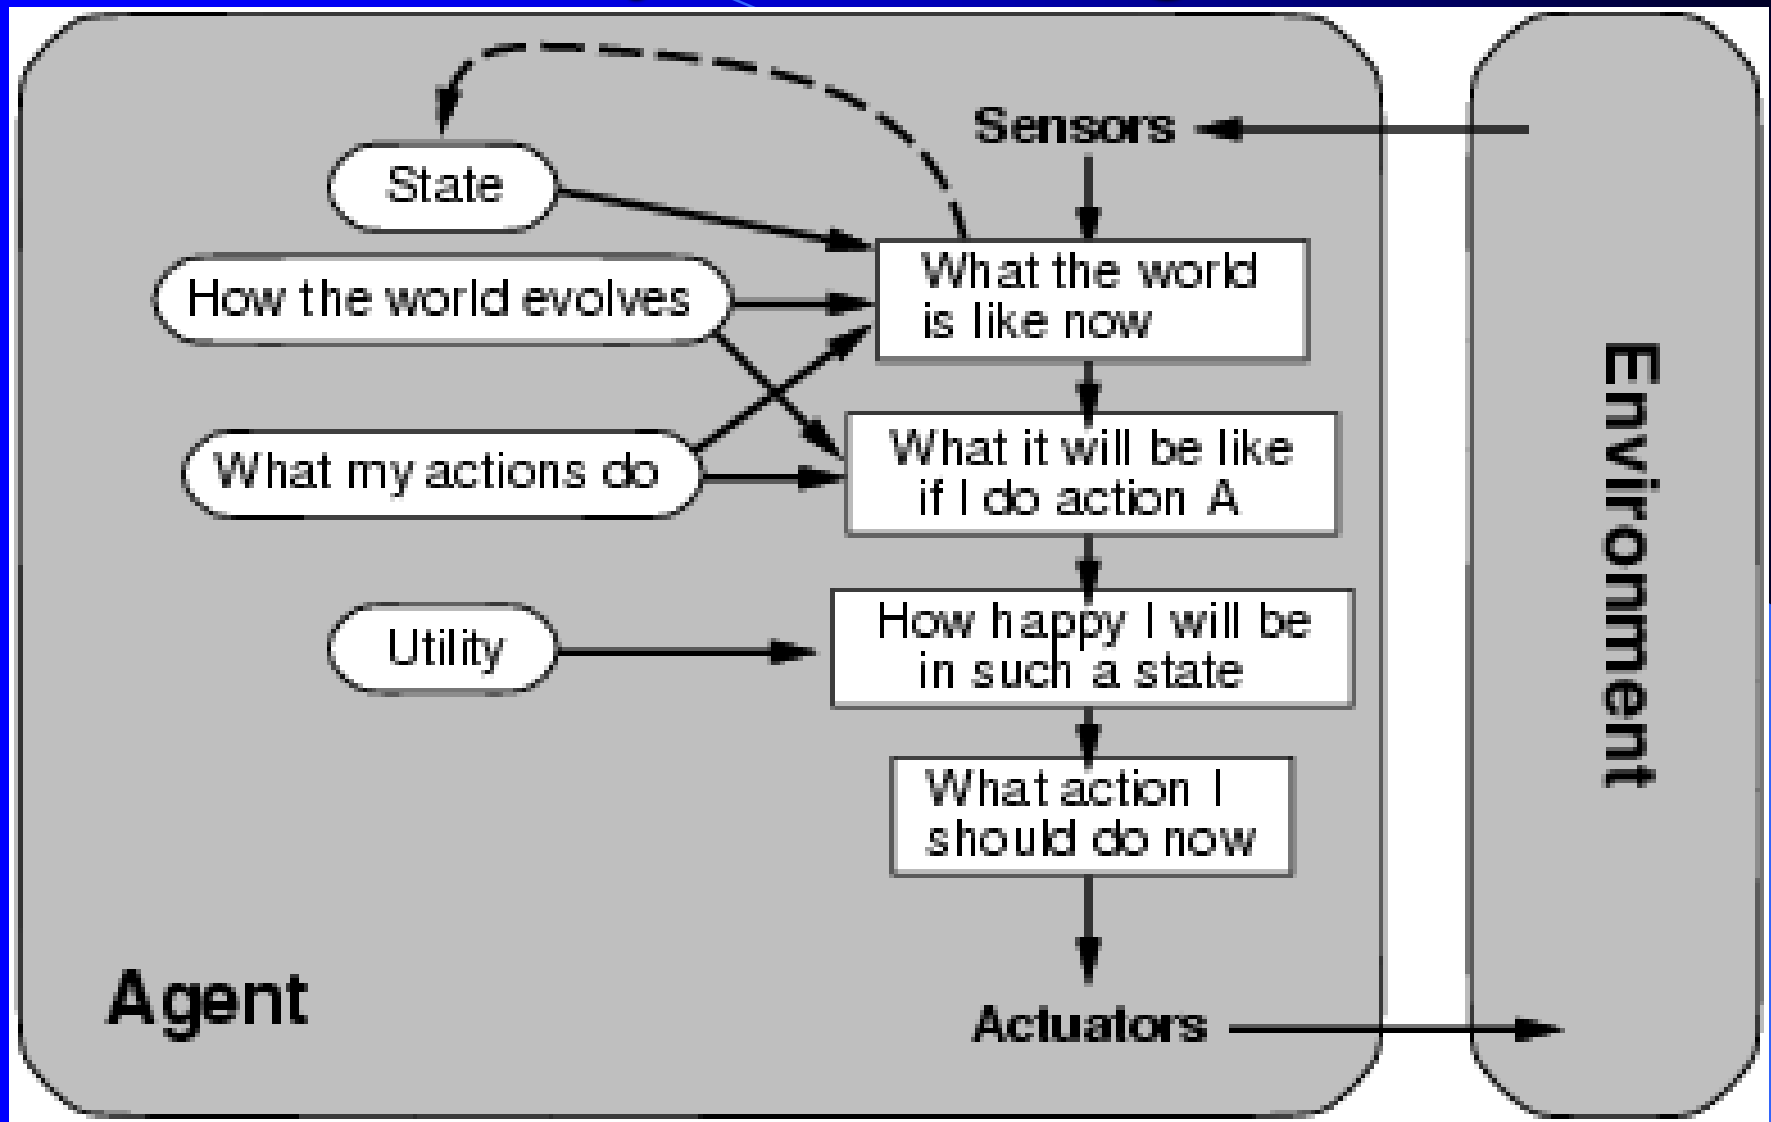 Sensors
State
What the world
is like now
How the world evolves
What it will be like
if I do action A
What my actions do
How happy I will be
in such a state
Utility
What action I
should do now
Agent
Actuators
Environment